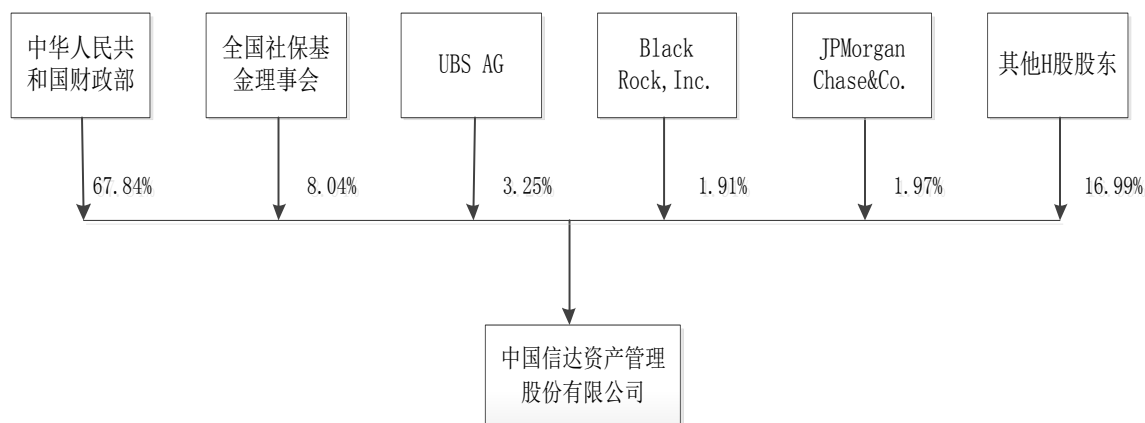 中华人民共
和国财政部
全国社保基
金理事会
UBS AG
Black
Rock,Inc.
JPMorgan
Chase&Co.
其他H股股东
67.84%
8.04%
3.25%
1.91%
1.97%
16.99%
中国信达资产管理
股份有限公司